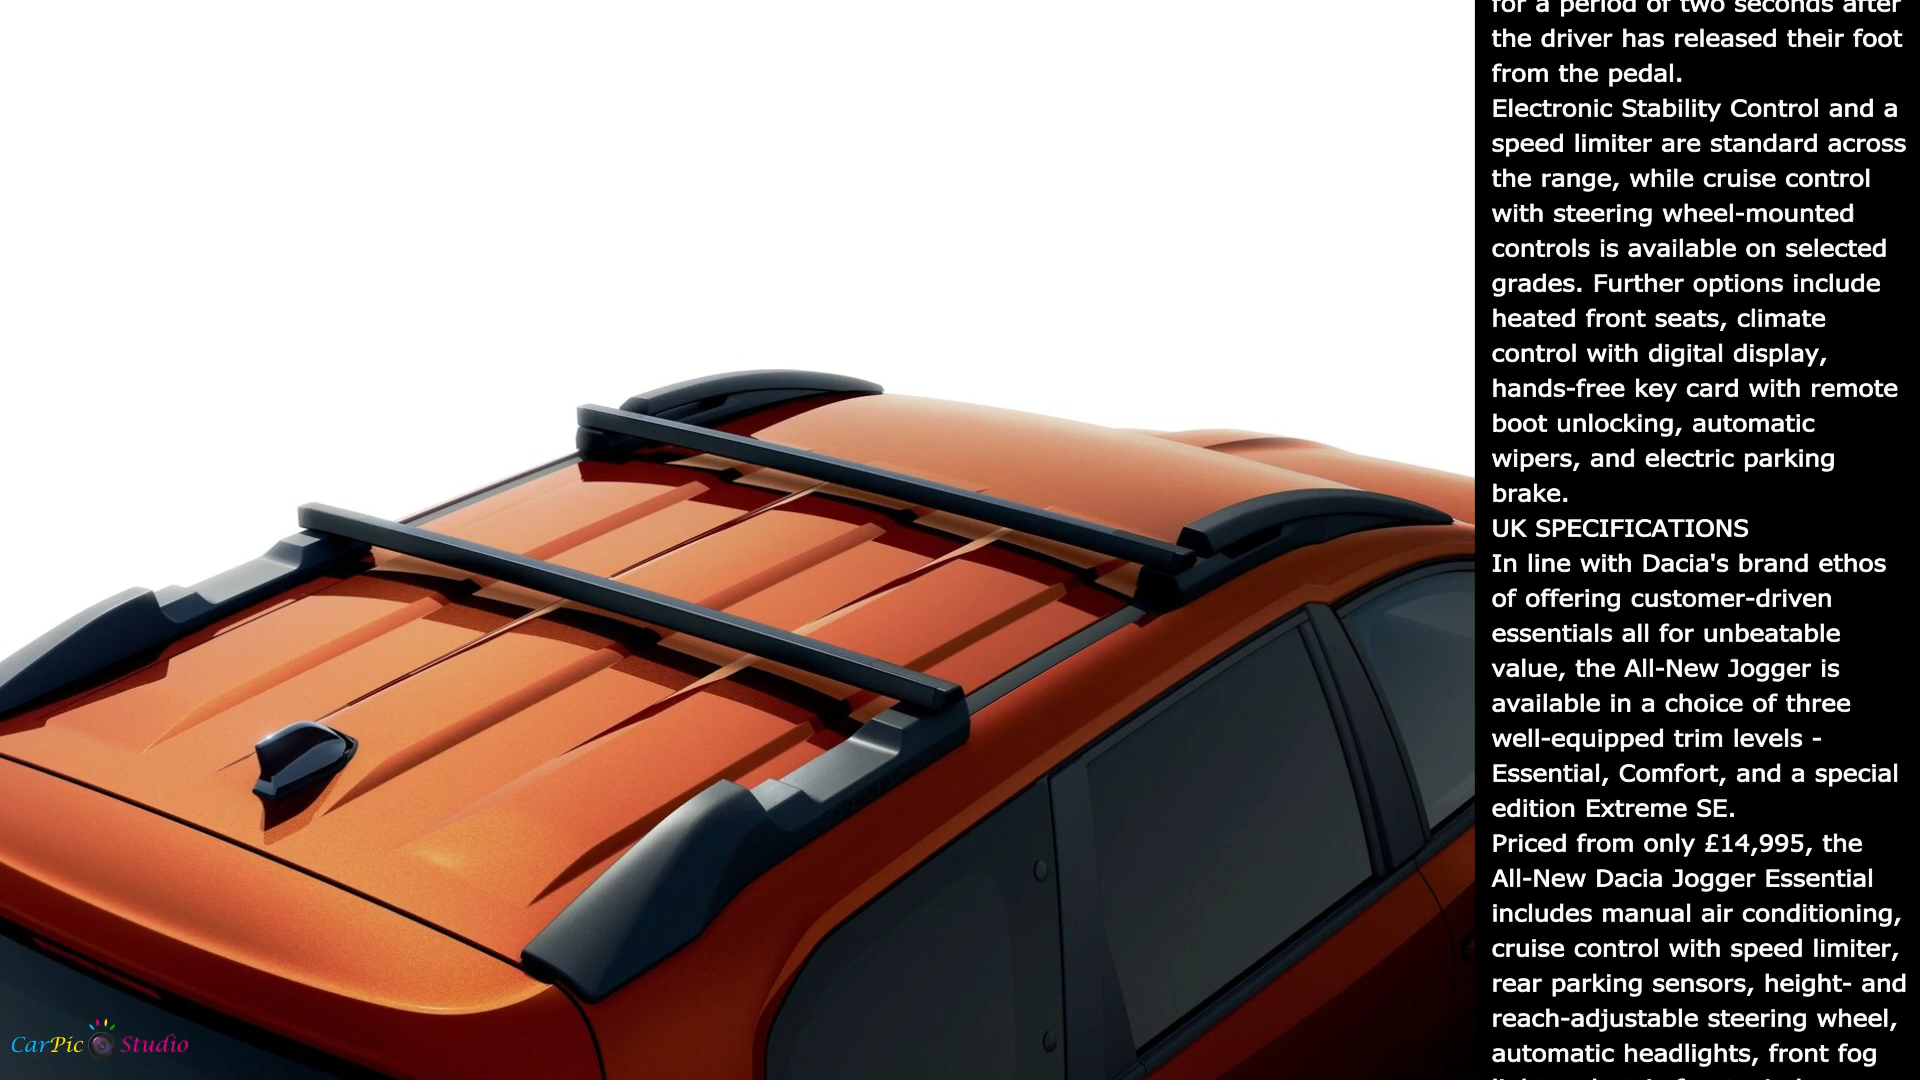 for a period of two seconds after
the driver has released their foot
from the pedal.
Electronic Stability Control and a
speed limiter are standard across
the range, while cruise control
with steering wheel-mounted
controls is available on selected
grades. Further options include
heated front seats, climate
control with digital display,
hands-free key card with remote
boot unlocking, automatic
wipers, and electric parking
brake.
UK SPECIFICATIONS
In line with Dacia's brand ethos
of offering customer-driven
essentials all for unbeatable
value, the All-New Jogger is
available in a choice of three
well-equipped trim levels -
Essential, Comfort, and a special
edition Extreme SE.
Priced from only £14,995, the
All-New Dacia Jogger Essential
includes manual air conditioning,
cruise control with speed limiter,
rear parking sensors, height- and
reach-adjustable steering wheel,
automatic headlights, front fog
CarPic Studio